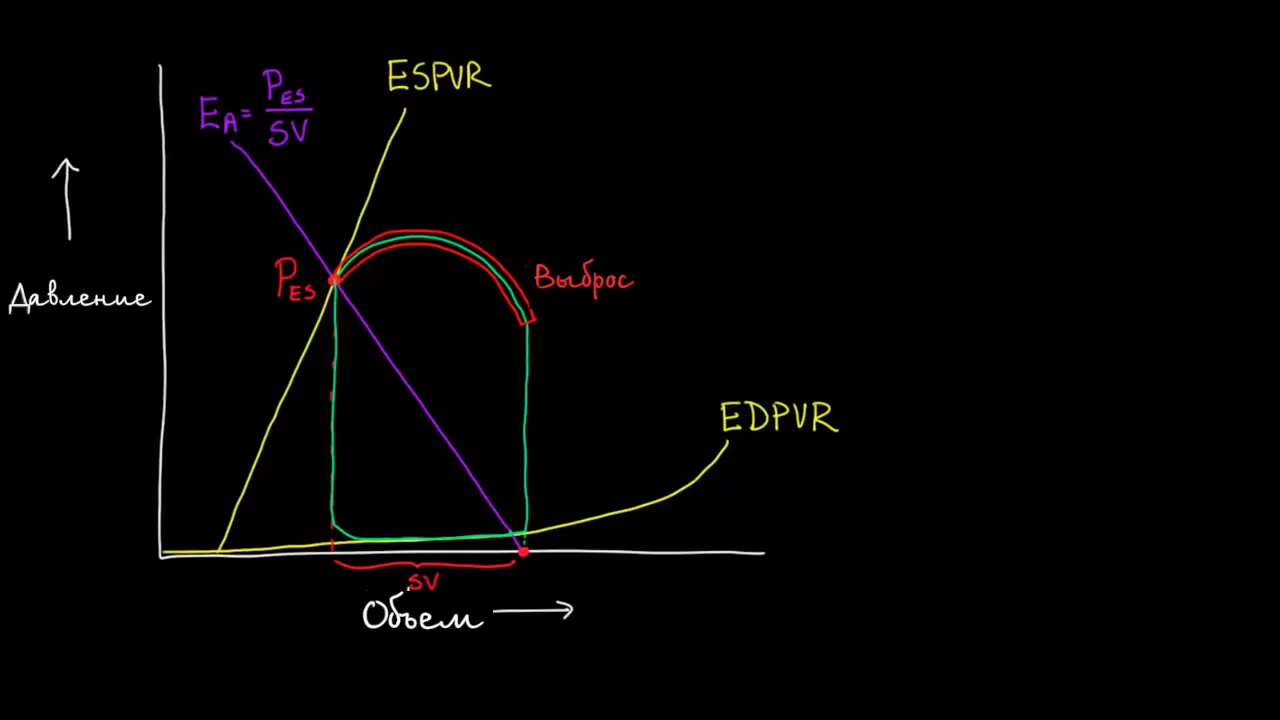 ESPVR
E_A = P_ES / SV
P_ES
Выброс
Давление
EDPVR
SV
Объем